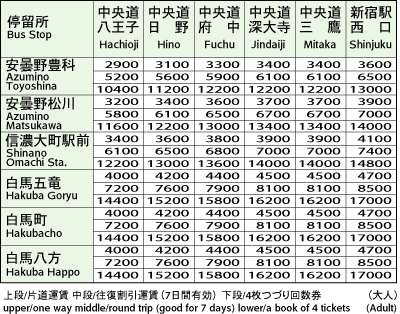 停留所 中央道 中央道 中央道 中央道 中央道 新宿駅
Bus Stop 八王子 日野 府中 深大寺 三鷹 西口
Hachioji Hino Fuchu Jindaiji Mitaka Shinjuku
安曇野豊科 2900 3100 3300 3400 3400 3600
Azumino 5200 5600 5900 6100 6100 6500
Toyoshina 10400 11200 12200 12200 12200 13000
安曇野松川 3200 3400 3600 3700 3700 3900
Azumino 5800 6100 6500 6700 6700 7000
Matsukawa 11600 12200 13000 13400 13400 14000
信濃大町駅前 3400 3600 3800 3900 3900 4100
Shinano 6100 6500 6800 7000 7000 7400
Omachi Sta. 12200 13000 13600 14000 14000 14800
白馬五竜 4000 4200 4400 4500 4500 4700
Hakuba Goryu 7200 7600 7900 8100 8100 8500
14400 15200 15800 16200 16200 17000
白馬町 4000 4200 4400 4500 4500 4700
Hakubacho 7200 7600 7900 8100 8100 8500
14400 15200 15800 16200 16200 17000
白馬八方 4000 4200 4400 4500 4500 4700
Hakuba Happo 7200 7600 7900 8100 8100 8500
14400 15200 15800 16200 16200 17000
上段/片道運賃 中段/往復割引運賃(7日間有効) 下段/4枚つづり回数券 (大人)
upper/one way middle/round trip (good for 7 days) lower/a book of 4 tickets (Adult)